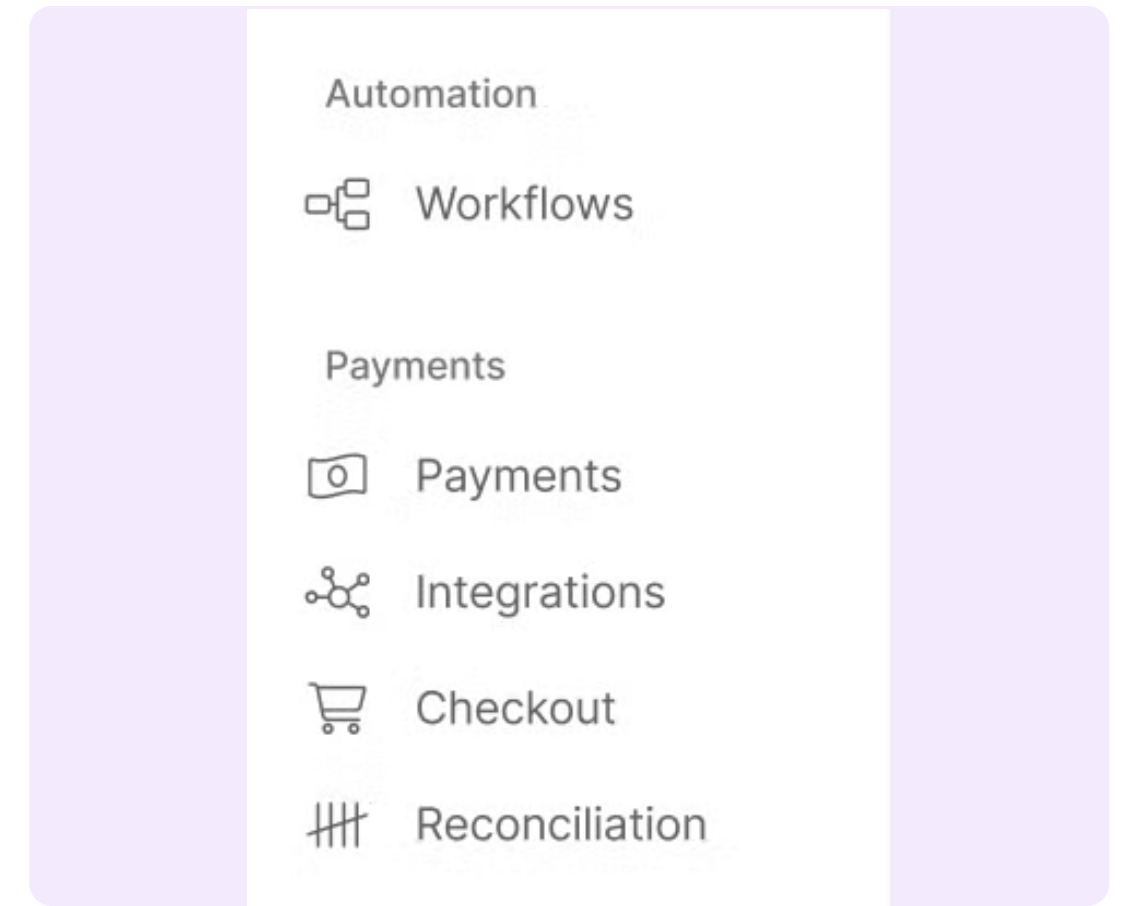 Automation
Workflows
Payments
Payments
Integrations
Checkout
Reconciliation